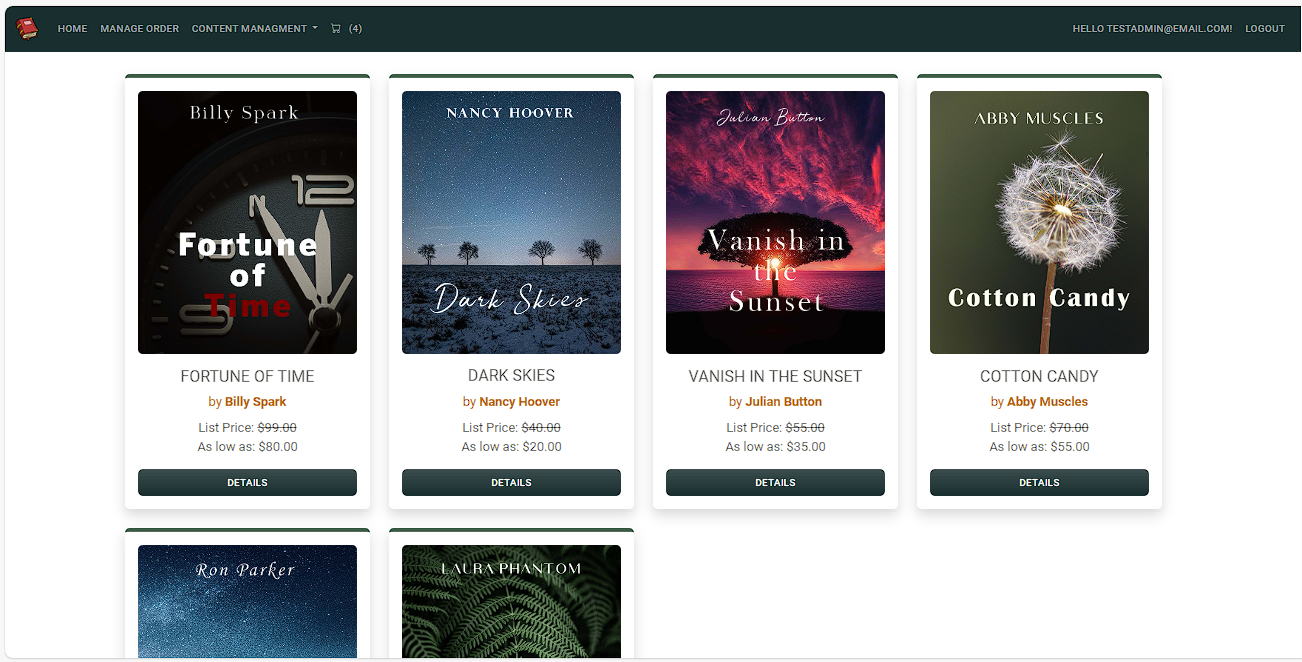 HOME MANAGE ORDER CONTENT MANAGMENT (4) HELLO TESTADMIN@EMAIL.COM! LOGOUT
Billy Spark
12
Fortune
of
Time
FORTUNE OF TIME
by Billy Spark
List Price: $99.00
As low as: $80.00
DETAILS
NANCY HOOVER
Dark Skies
DARK SKIES
by Nancy Hoover
List Price: $40.00
As low as: $20.00
DETAILS
Julian Button
Vanish in
the
Sunset
VANISH IN THE SUNSET
by Julian Button
List Price: $55.00
As low as: $35.00
DETAILS
ABBY MUSCLES
Cotton Candy
COTTON CANDY
by Abby Muscles
List Price: $70.00
As low as: $55.00
DETAILS
Ron Parker
LAURA PHANTOM